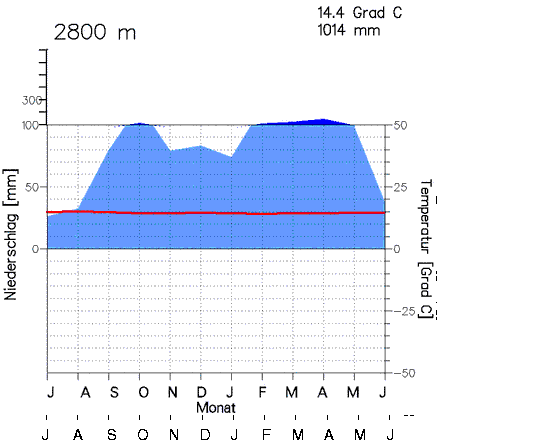 14.4 Grad C
2800 m
1014 mm
300
100
50
50
25
0
0
−25
−50
Niederschlag [mm]
Temperatur [Grad C]
J A S O N D J F M A M J
Monat
J A S O N D J F M A M J